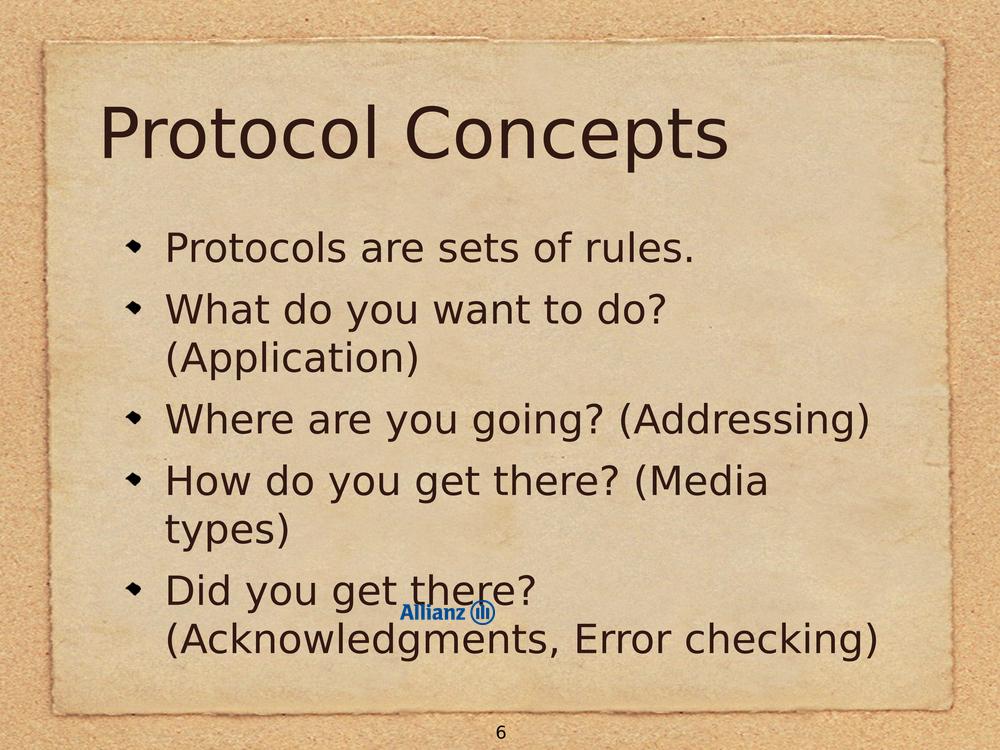 Protocol Concepts
Protocols are sets of rules.
What do you want to do?
(Application)
Where are you going? (Addressing)
How do you get there? (Media
types)
Did you get there?
Allianz
(Acknowledgments, Error checking)
6